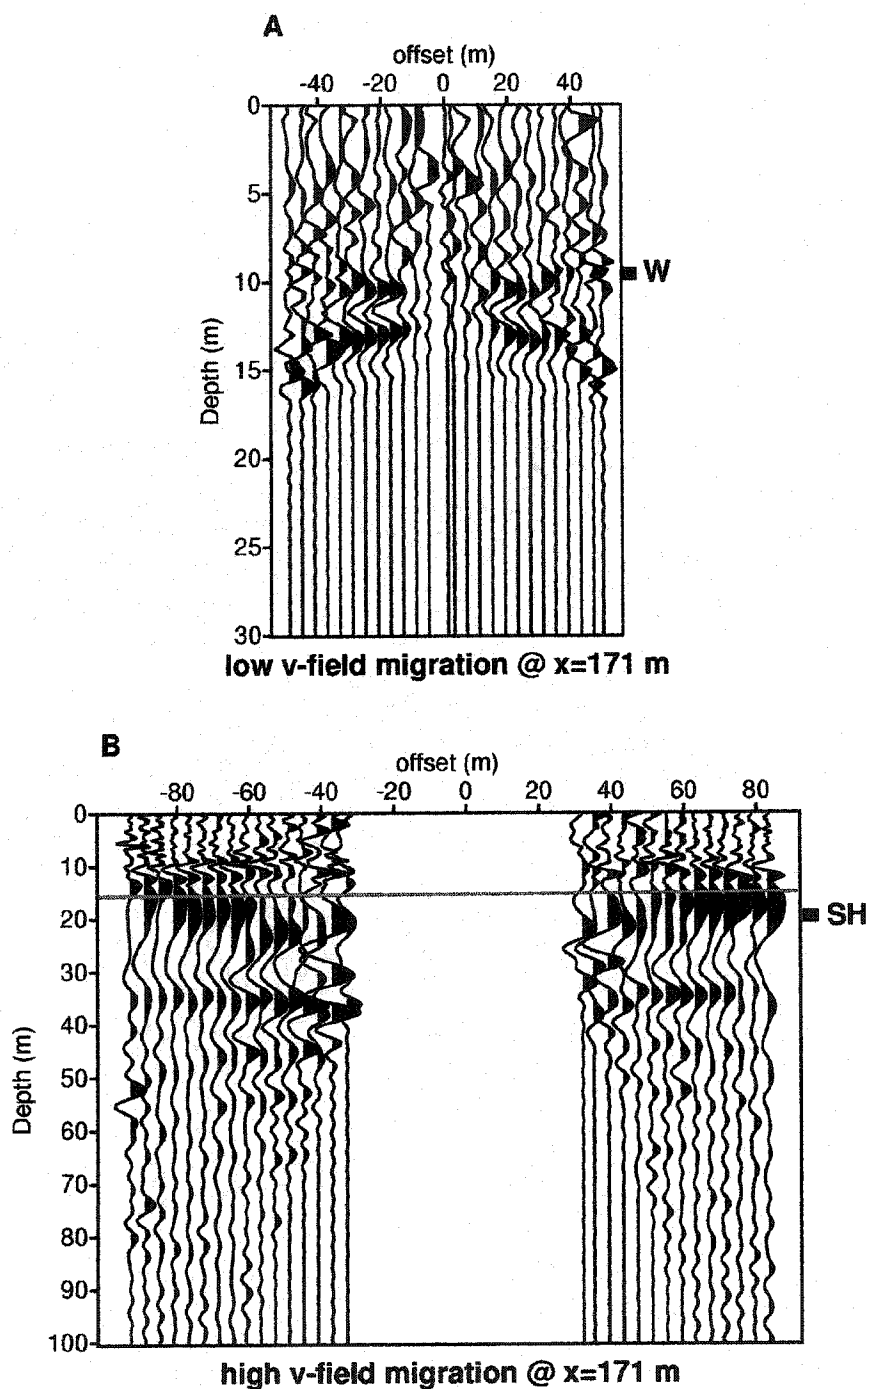 A
offset (m)
-40 -20 0 20 40
0
5
10
W
15
20
25
30
Depth (m)
low v-field migration @ x=171 m
B
offset (m)
-80 -60 -40 -20 0 20 40 60 80
0
10
20
SH
30
40
50
60
70
80
90
100
Depth (m)
high v-field migration @ x=171 m